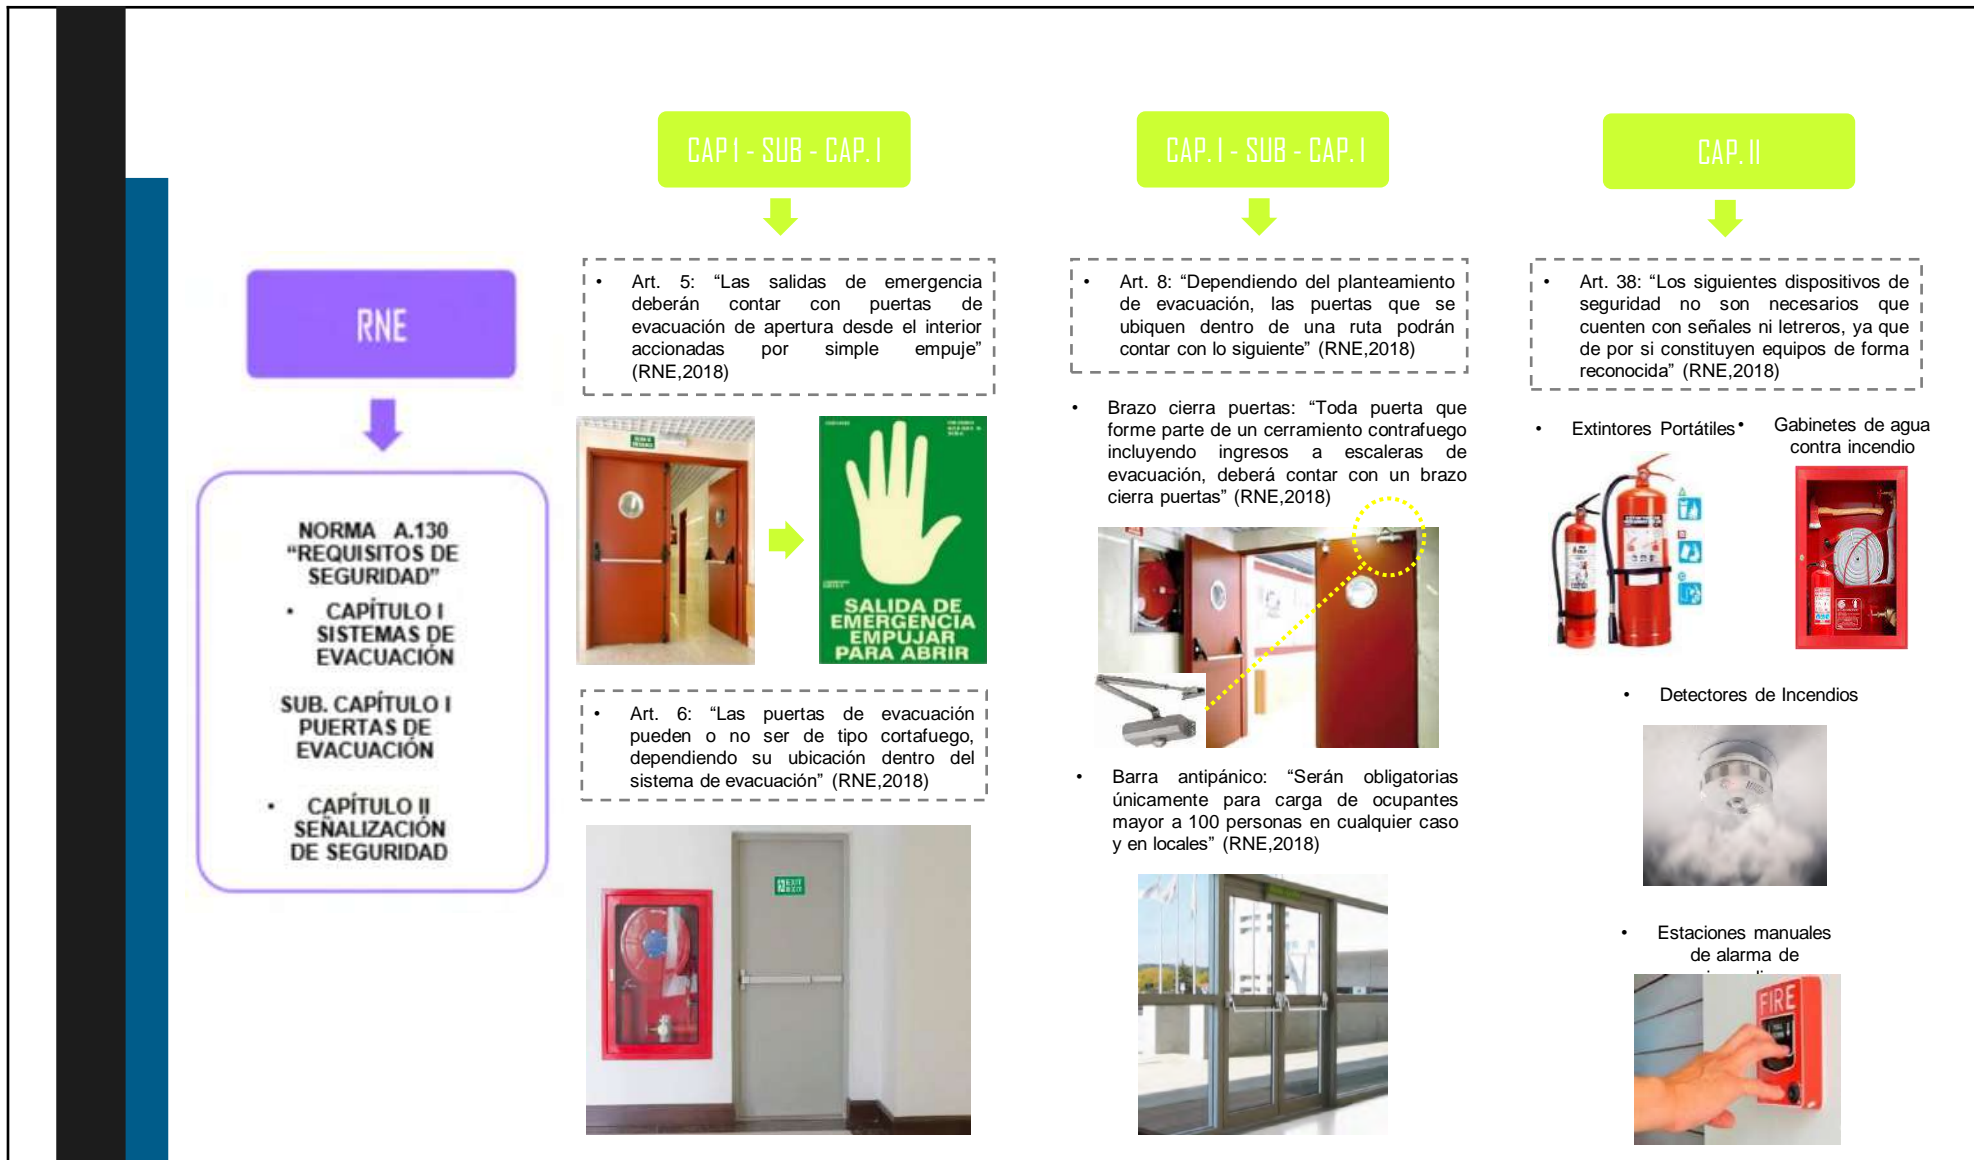 RNE
NORMA A.130
“REQUISITOS DE
SEGURIDAD”
• CAPÍTULO I
SISTEMAS DE
EVACUACIÓN
SUB. CAPÍTULO I
PUERTAS DE
EVACUACIÓN
• CAPÍTULO II
SEÑALIZACIÓN
DE SEGURIDAD
CAP 1 - SUB - CAP. I
• Art. 5: “Las salidas de emergencia
deberán contar con puertas de
evacuación de apertura desde el interior
accionadas por simple empuje”
(RNE,2018)
SALIDA DE
EMERGENCIA
EMPUJAR
PARA ABRIR
• Art. 6: “Las puertas de evacuación
pueden o no ser de tipo cortafuego,
dependiendo su ubicación dentro del
sistema de evacuación” (RNE,2018)
EXIT
CAP. I - SUB - CAP. I
• Art. 8: “Dependiendo del planteamiento
de evacuación, las puertas que se
ubiquen dentro de una ruta podrán
contar con lo siguiente” (RNE,2018)
• Brazo cierra puertas: “Toda puerta que
forme parte de un cerramiento contrafuego
incluyendo ingresos a escaleras de
evacuación, deberá contar con un brazo
cierra puertas” (RNE,2018)
• Barra antipánico: “Serán obligatorias
únicamente para carga de ocupantes
mayor a 100 personas en cualquier caso
y en locales” (RNE,2018)
CAP. II
• Art. 38: “Los siguientes dispositivos de
seguridad no son necesarios que
cuenten con señales ni letreros, ya que
de por si constituyen equipos de forma
reconocida” (RNE,2018)
• Extintores Portátiles
• Gabinetes de agua
contra incendio
• Detectores de Incendios
• Estaciones manuales
de alarma de
FIRE